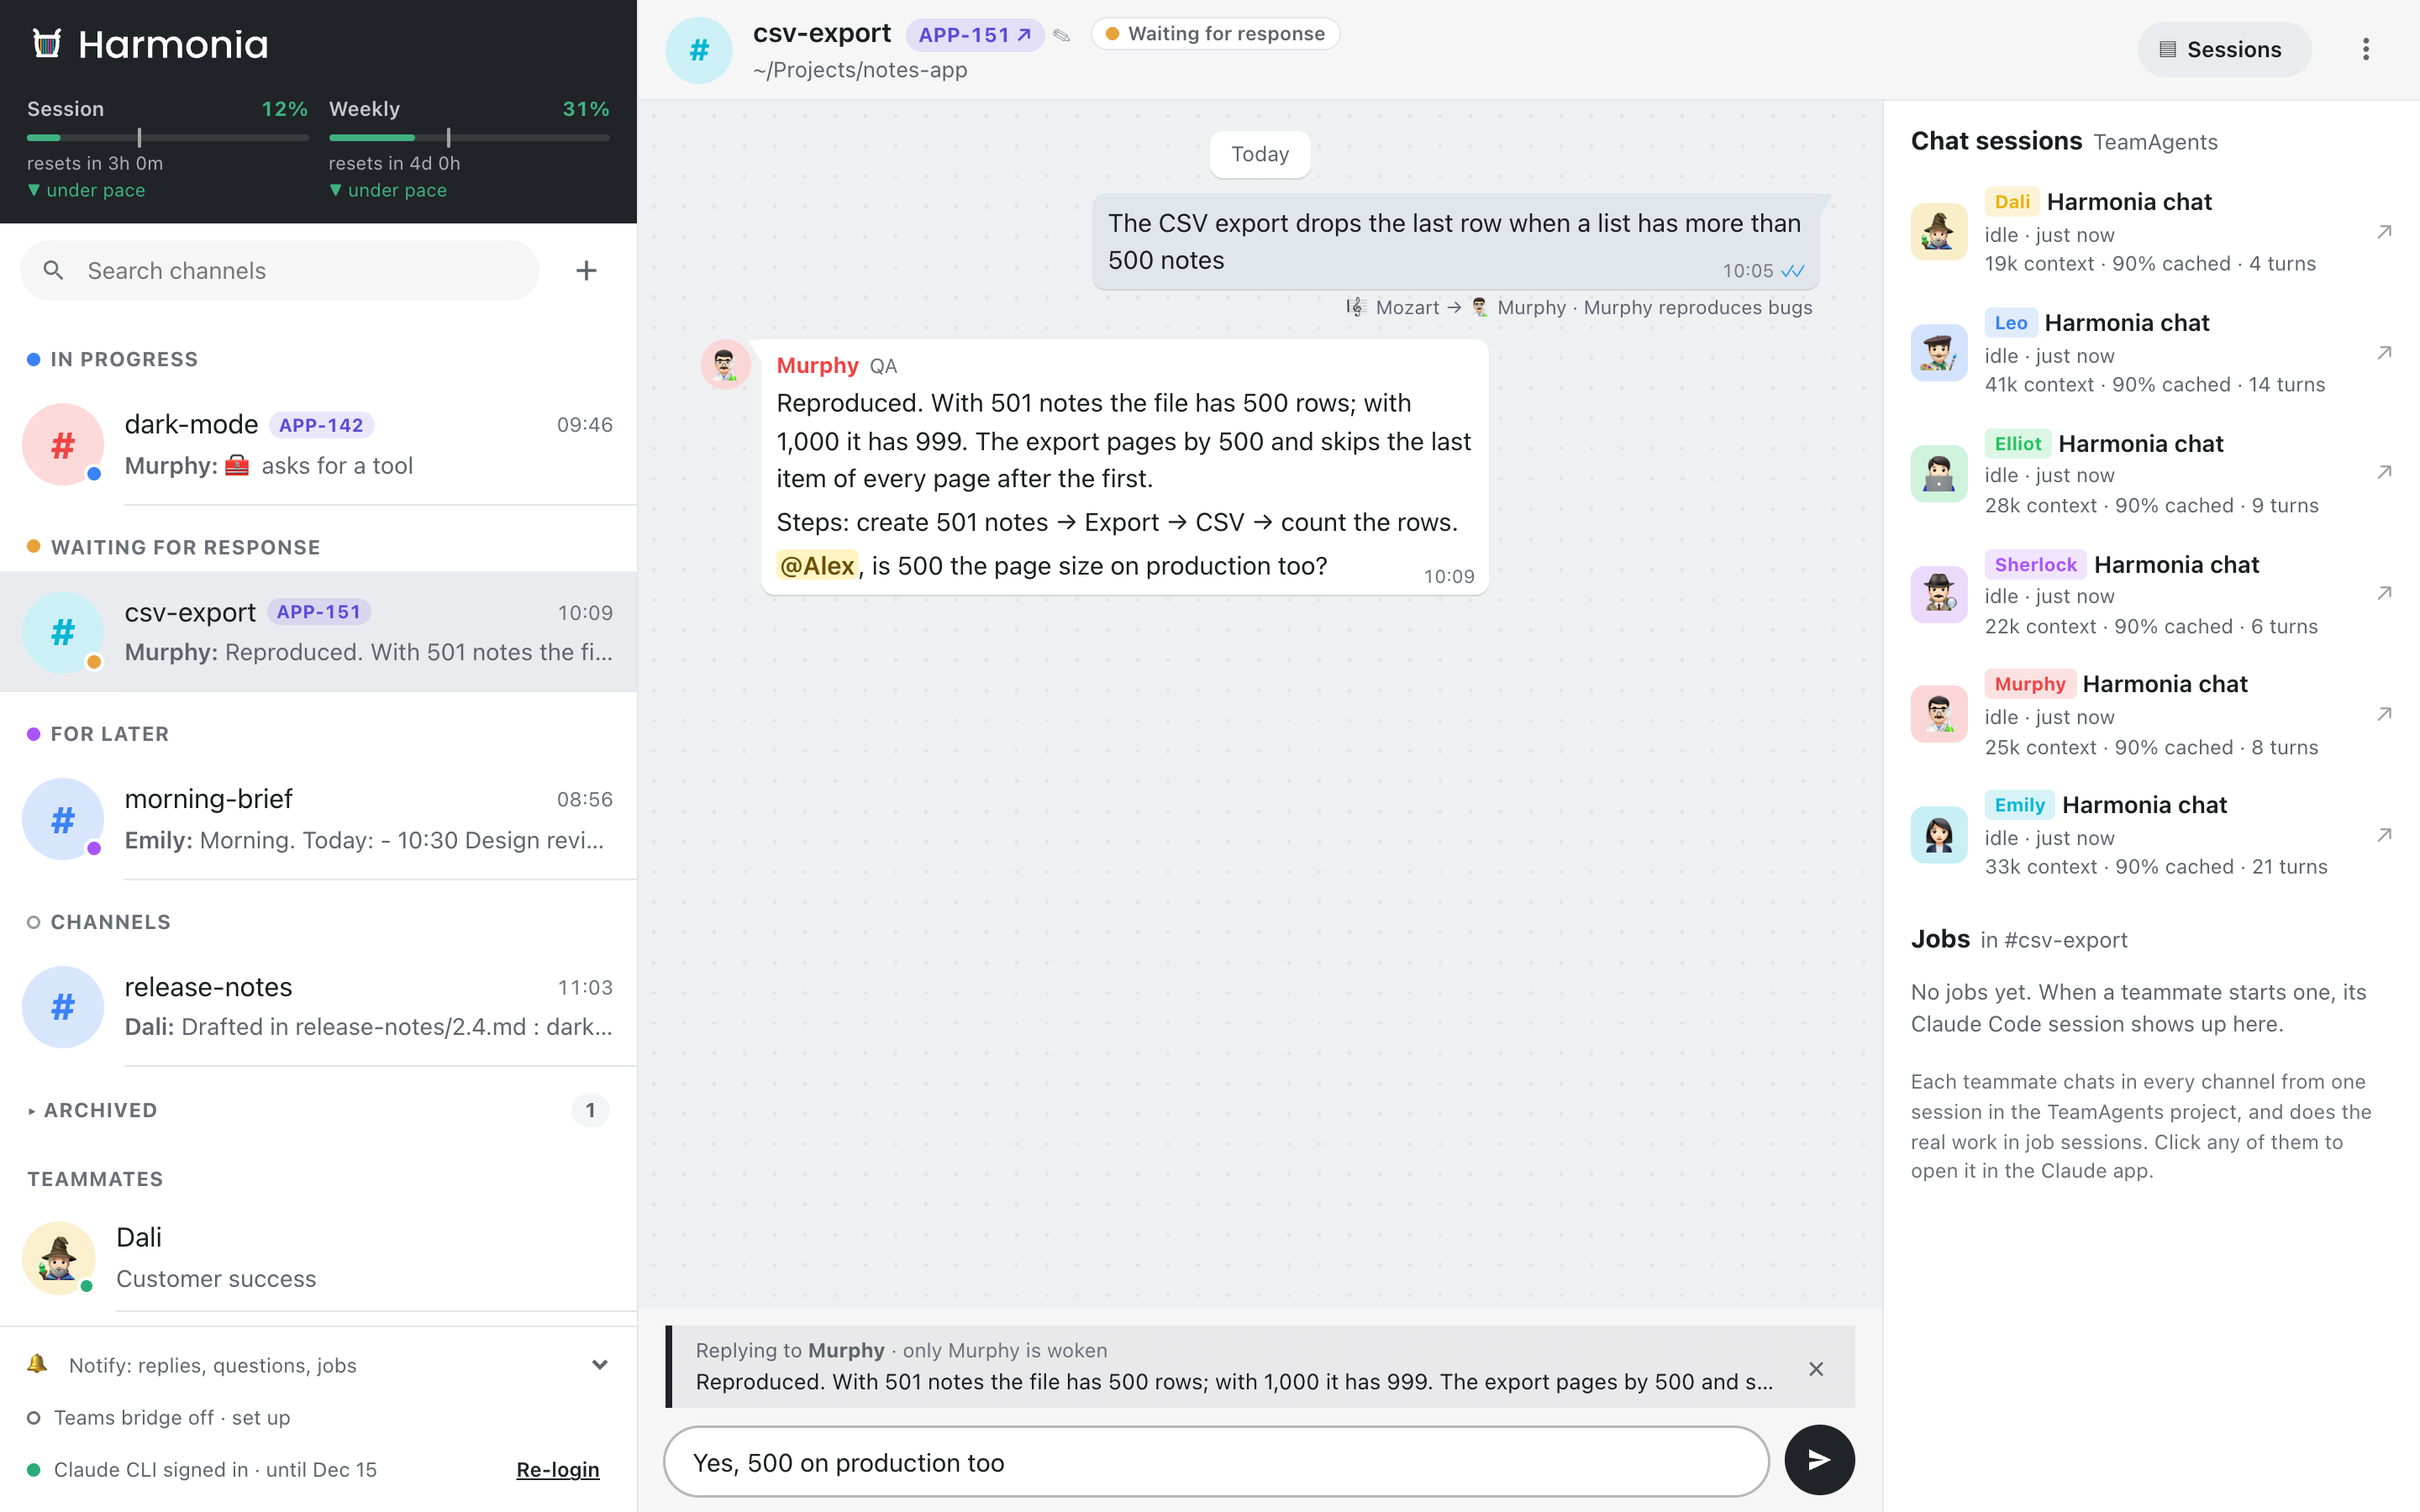 Harmonia
Session 12% Weekly 31%
resets in 3h 0m resets in 4d 0h
▼ under pace ▼ under pace
Search channels +
IN PROGRESS
# dark-mode APP-142 09:46
Murphy: 🧰 asks for a tool
WAITING FOR RESPONSE
# csv-export APP-151 10:09
Murphy: Reproduced. With 501 notes the fi...
FOR LATER
# morning-brief 08:56
Emily: Morning. Today: - 10:30 Design revi...
CHANNELS
# release-notes 11:03
Dali: Drafted in release-notes/2.4.md : dark...
▸ ARCHIVED 1
TEAMMATES
Dali
Customer success
🔔 Notify: replies, questions, jobs
Teams bridge off · set up
Claude CLI signed in · until Dec 15 Re-login
# csv-export APP-151 ↗ ✎ Waiting for response
~/Projects/notes-app
Sessions
Today
The CSV export drops the last row when a list has more than
500 notes
10:05
🎼 Mozart → Murphy · Murphy reproduces bugs
Murphy QA
Reproduced. With 501 notes the file has 500 rows; with
1,000 it has 999. The export pages by 500 and skips the last
item of every page after the first.
Steps: create 501 notes → Export → CSV → count the rows.
@Alex, is 500 the page size on production too?
10:09
Replying to Murphy · only Murphy is woken
Reproduced. With 501 notes the file has 500 rows; with 1,000 it has 999. The export pages by 500 and s...
Yes, 500 on production too
Chat sessions TeamAgents
Dali Harmonia chat
idle · just now
19k context · 90% cached · 4 turns
Leo Harmonia chat
idle · just now
41k context · 90% cached · 14 turns
Elliot Harmonia chat
idle · just now
28k context · 90% cached · 9 turns
Sherlock Harmonia chat
idle · just now
22k context · 90% cached · 6 turns
Murphy Harmonia chat
idle · just now
25k context · 90% cached · 8 turns
Emily Harmonia chat
idle · just now
33k context · 90% cached · 21 turns
Jobs in #csv-export
No jobs yet. When a teammate starts one, its
Claude Code session shows up here.
Each teammate chats in every channel from one
session in the TeamAgents project, and does the
real work in job sessions. Click any of them to
open it in the Claude app.